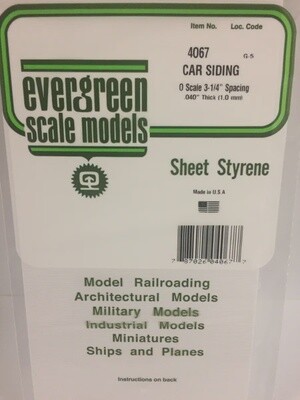 Item No. Loc. Code
4067 G-5
CAR SIDING
O Scale 3-1/4" Spacing
.040" Thick (1.0 mm)
evergreen
scale models
Sheet Styrene
Made in U.S A
Model Railroading
Architectural Models
Military Models
Industrial Models
Miniatures
Ships and Planes
Instructions on back